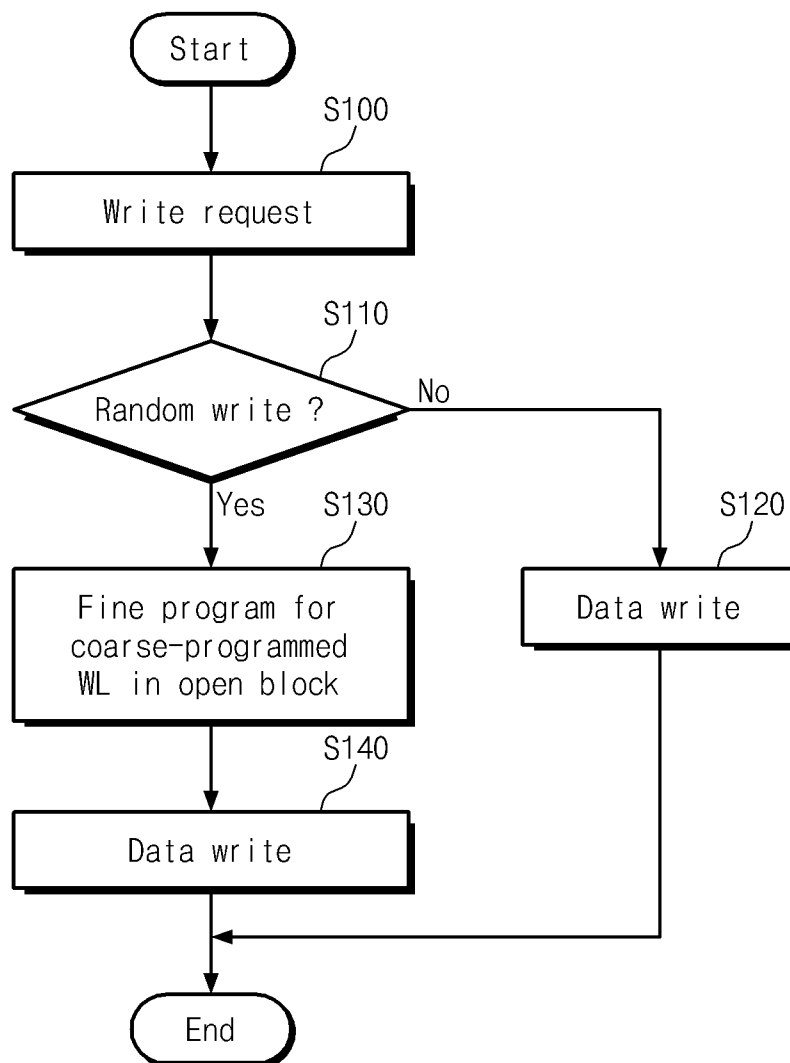 Start
S100
Write request
S110
Random write ?
No
Yes
S130
S120
Fine program for
coarse-programmed
WL in open block
Data write
S140
Data write
End